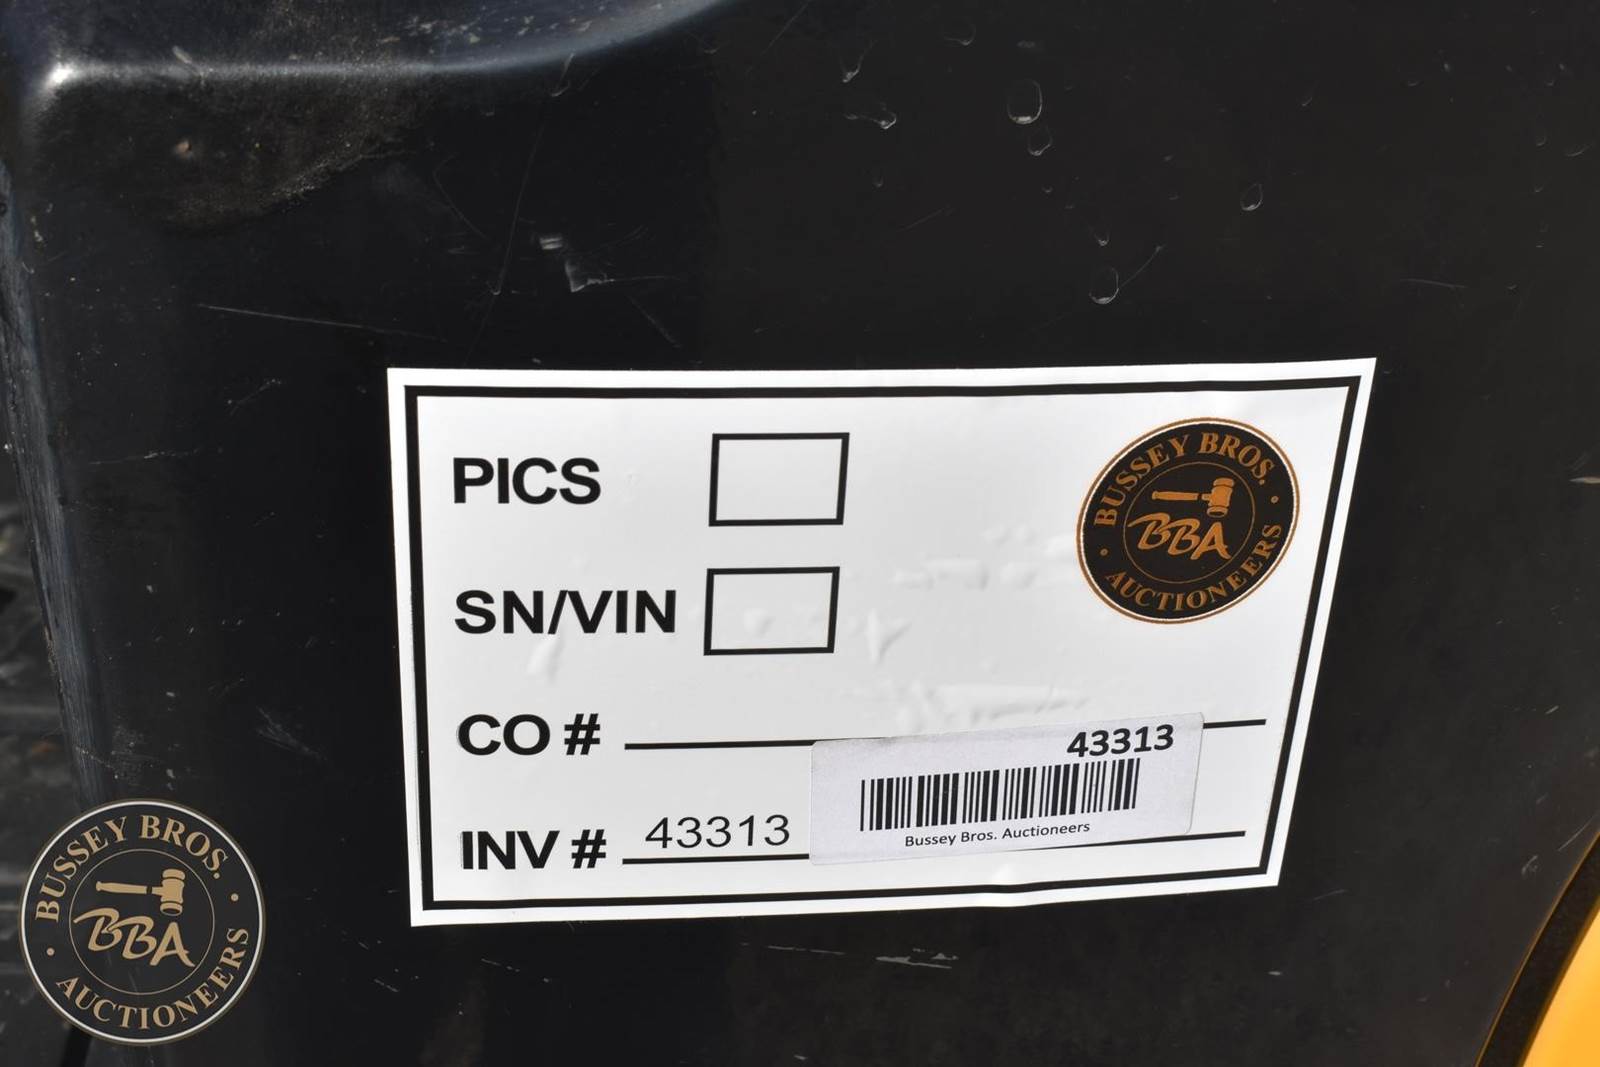 PICS
BUSSEY BROS.
BBA
AUCTIONEERS
SN/VIN
CO #
43313
INV # 43313
Bussey Bros. Auctioneers
BUSSEY BROS.
BBA
AUCTIONEERS